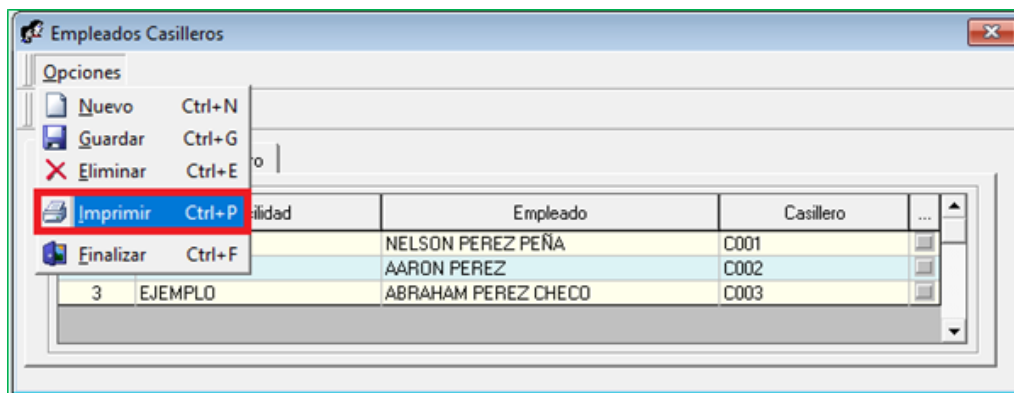 Empleados Casilleros
Opciones
Nuevo Ctrl+N
Guardar Ctrl+G
Eliminar Ctrl+E
Imprimir Ctrl+P
Finalizar Ctrl+F
Empleado Casillero ...
NELSON PEREZ PEÑA C001
AARON PEREZ C002
3 EJEMPLO ABRAHAM PEREZ CHECO C003